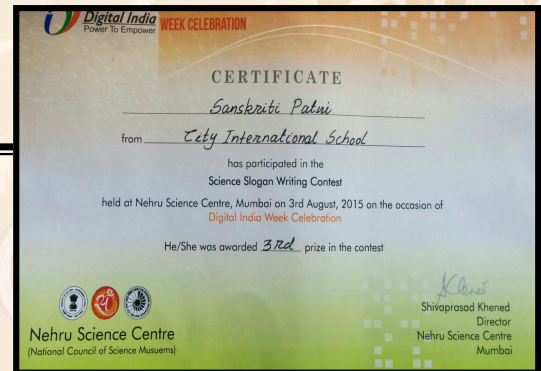 Digital India
Power To Empower
WEEK CELEBRATION
CERTIFICATE
Sanskriti Patni
from City International School
has participated in the
Science Slogan Writing Contest
held at Nehru Science Centre, Mumbai on 3rd August, 2015 on the occasion of
Digital India Week Celebration
He/She was awarded 3rd prize in the contest
Shivaprasad Khened
Director
Nehru Science Centre
Mumbai
Nehru Science Centre
(National Council of Science Musuems)